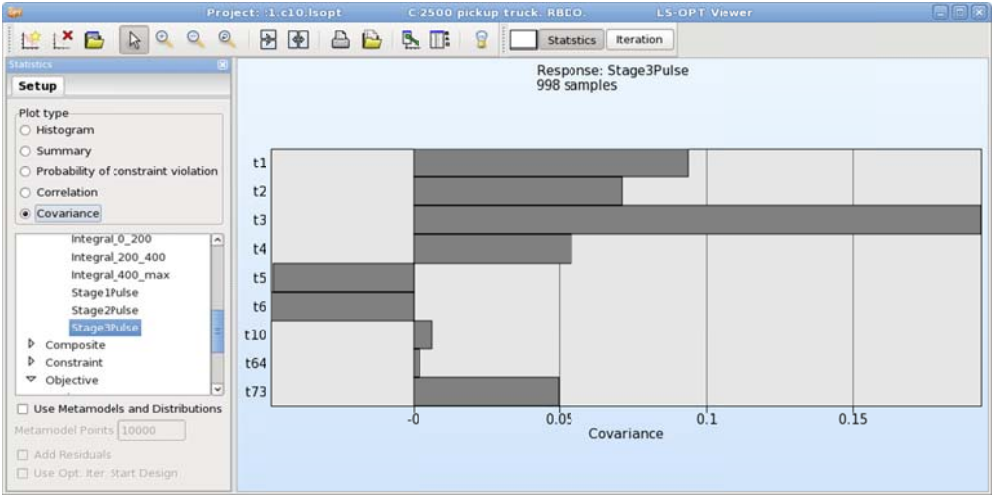 Project: :1.c10.lsopt C-2500 pickup truck. RBDO. LS-OPT Viewer
Statstics Iteration
Statistics
Setup
Plot type
Histogram
Summary
Probability of :onstraint violation
Correlation
Covariance
Integral_0_200
Integral_200_400
Integral_400_max
Stage1Pulse
Stage2Pulse
Stage3Pulse
Composite
Constraint
Objective
Use Metamodels and Distributions
Metamodel Points 10000
Add Residuals
Use Opt. Iter. Start Design
Response: Stage3Pulse
998 samples
t1
t2
t3
t4
t5
t6
t10
t64
t73
-0 0.05 0.1 0.15
Covariance